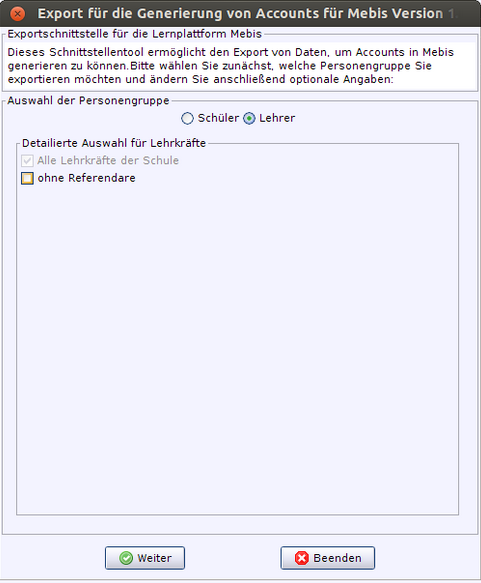 Export für die Generierung von Accounts für Mebis Version 1.
Exportschnittstelle für die Lernplattform Mebis
Dieses Schnittstellentool ermöglicht den Export von Daten, um Accounts in Mebis
generieren zu können.Bitte wählen Sie zunächst, welche Personengruppe Sie
exportieren möchten und ändern Sie anschließend optionale Angaben:
Auswahl der Personengruppe
Schüler Lehrer
Detailierte Auswahl für Lehrkräfte
Alle Lehrkräfte der Schule
ohne Referendare
Weiter Beenden